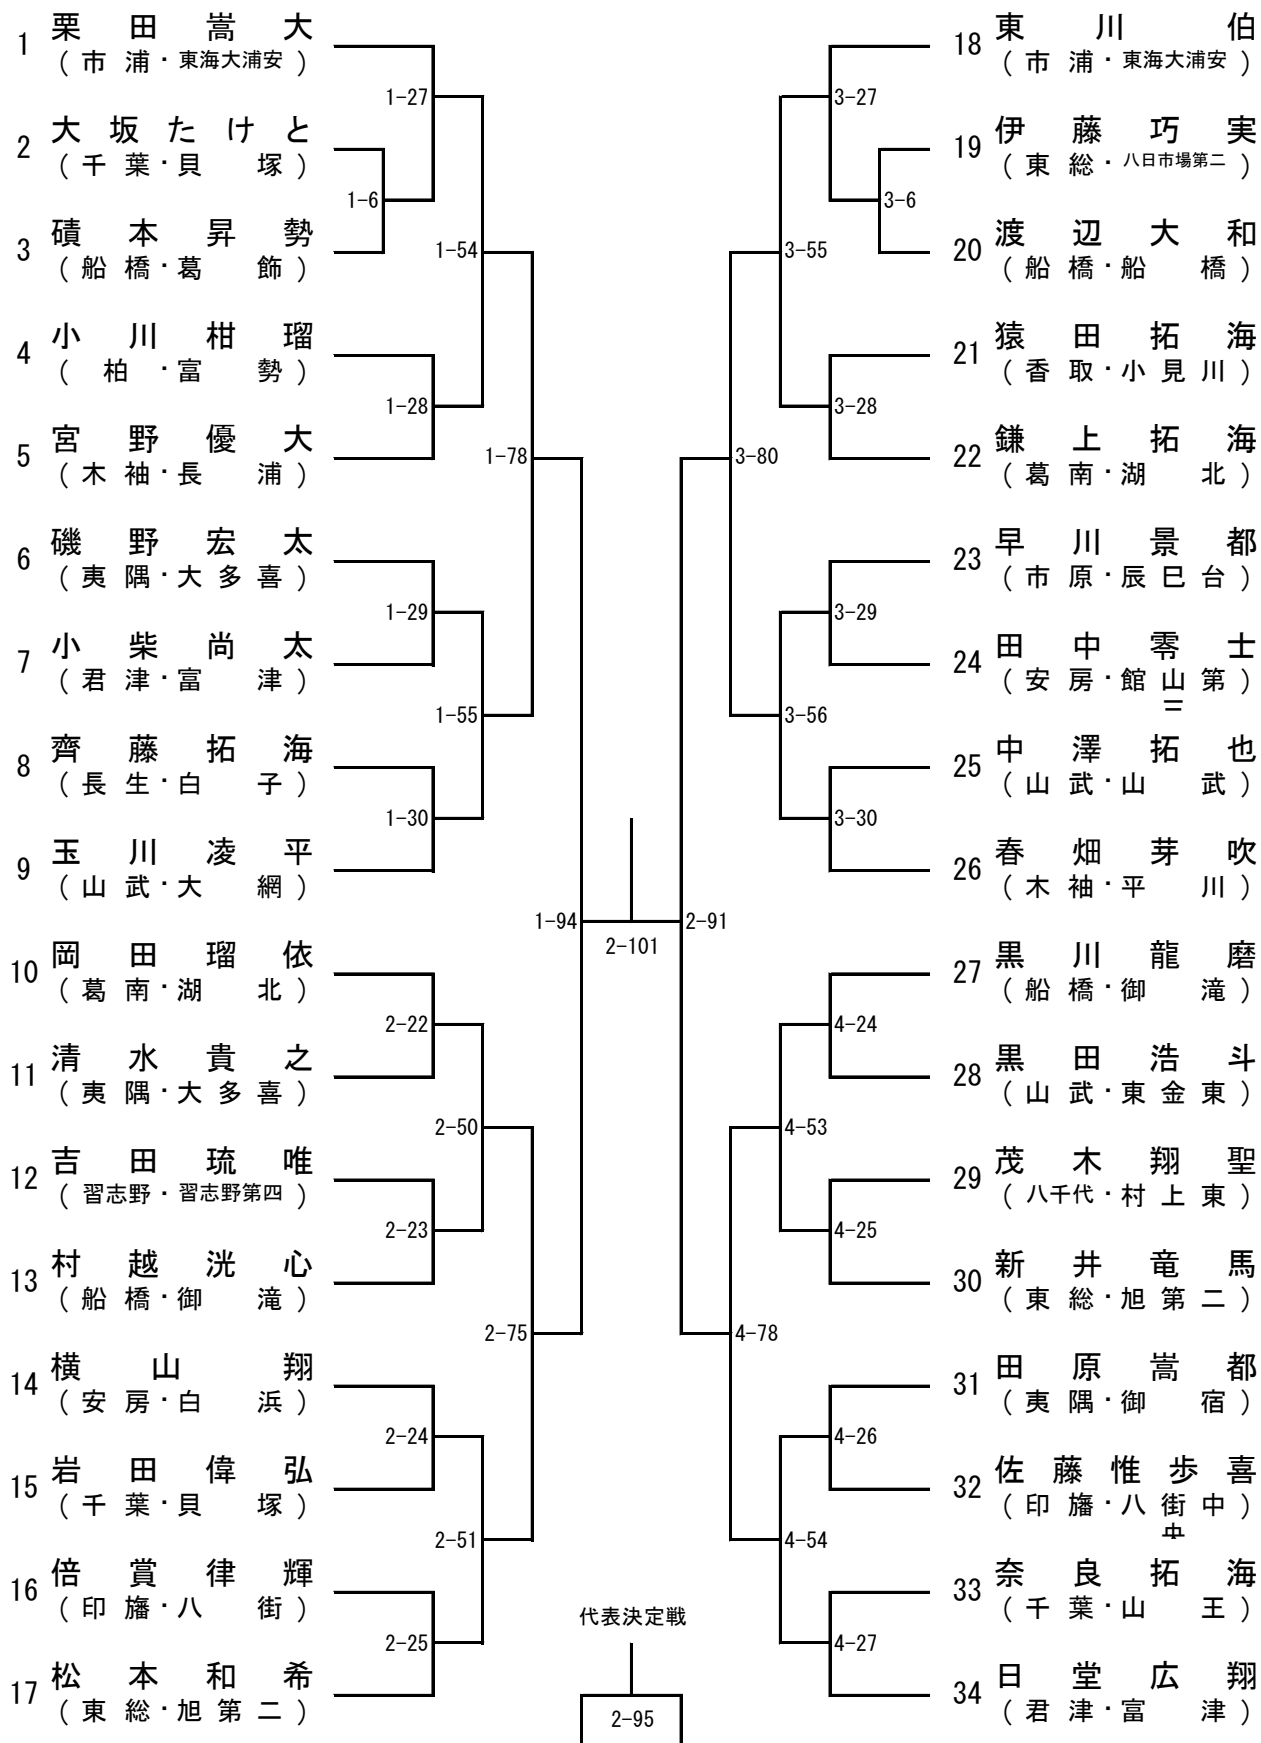 1 栗田嵩大
(市浦・東海大浦安)
2 大坂たけと
(千葉・貝塚)
3 磧本昇勢
(船橋・葛飾)
4 小川柑瑠
(柏・富勢)
5 宮野優大
(木袖・長浦)
6 磯野宏太
(夷隅・大多喜)
7 小柴尚太
(君津・富津)
8 齊藤拓海
(長生・白子)
9 玉川凌平
(山武・大網)
10 岡田瑠依
(葛南・湖北)
11 清水貴之
(夷隅・大多喜)
12 吉田琉唯
(習志野・習志野第四)
13 村越洸心
(船橋・御滝)
14 横山翔
(安房・白浜)
15 岩田偉弘
(千葉・貝塚)
16 倍賞律輝
(印旛・八街)
17 松本和希
(東総・旭第二)
1-27
1-6
1-54
1-28
1-78
1-29
1-55
1-30
1-94
2-22
2-50
2-23
2-75
2-24
2-51
2-25
2-101
代表決定戦
2-95
18 東川伯
(市浦・東海大浦安)
19 伊藤巧実
(東総・八日市場第二)
20 渡辺大和
(船橋・船橋)
21 猿田拓海
(香取・小見川)
22 鎌上拓海
(葛南・湖北)
23 早川景都
(市原・辰巳台)
24 田中零士
(安房・館山第三)
25 中澤拓也
(山武・山武)
26 春畑芽吹
(木袖・平川)
27 黒川龍磨
(船橋・御滝)
28 黒田浩斗
(山武・東金東)
29 茂木翔聖
(八千代・村上東)
30 新井竜馬
(東総・旭第二)
31 田原嵩都
(夷隅・御宿)
32 佐藤惟歩喜
(印旛・八街中央)
33 奈良拓海
(千葉・山王)
34 日堂広翔
(君津・富津)
3-27
3-6
3-55
3-28
3-80
3-29
3-56
3-30
2-91
4-24
4-53
4-25
4-78
4-26
4-54
4-27